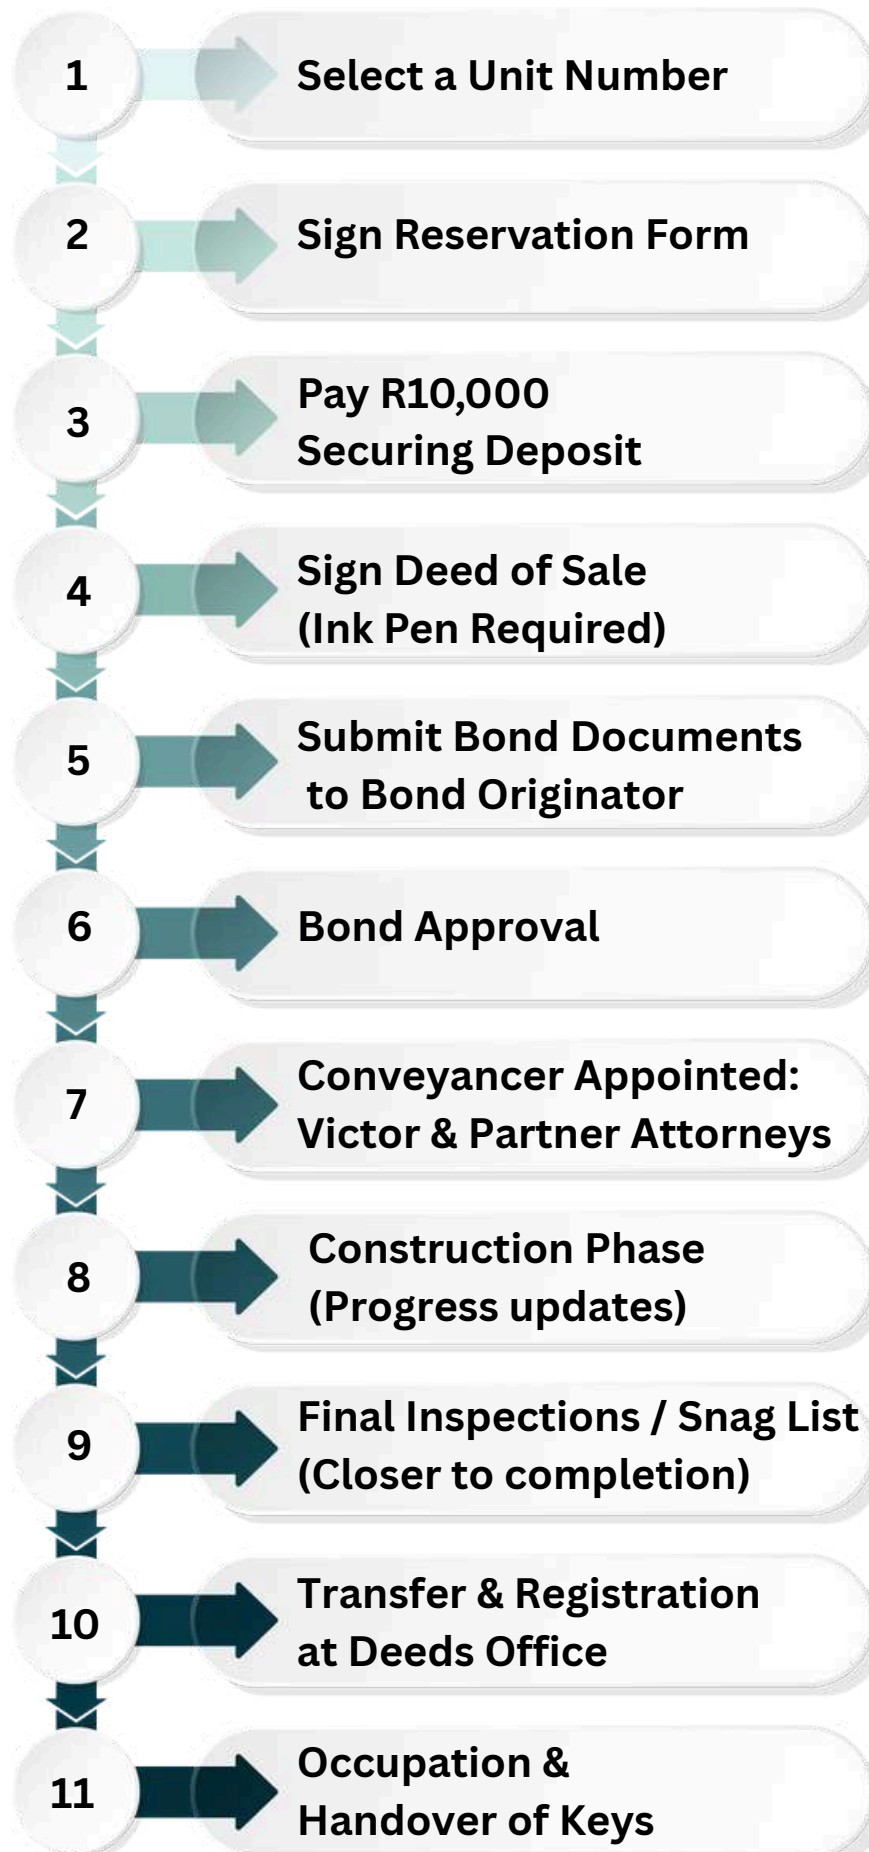 1
Select a Unit Number
2
Sign Reservation Form
3
Pay R10,000
Securing Deposit
4
Sign Deed of Sale
(Ink Pen Required)
5
Submit Bond Documents
to Bond Originator
6
Bond Approval
7
Conveyancer Appointed:
Victor & Partner Attorneys
8
Construction Phase
(Progress updates)
9
Final Inspections / Snag List
(Closer to completion)
10
Transfer & Registration
at Deeds Office
11
Occupation &
Handover of Keys